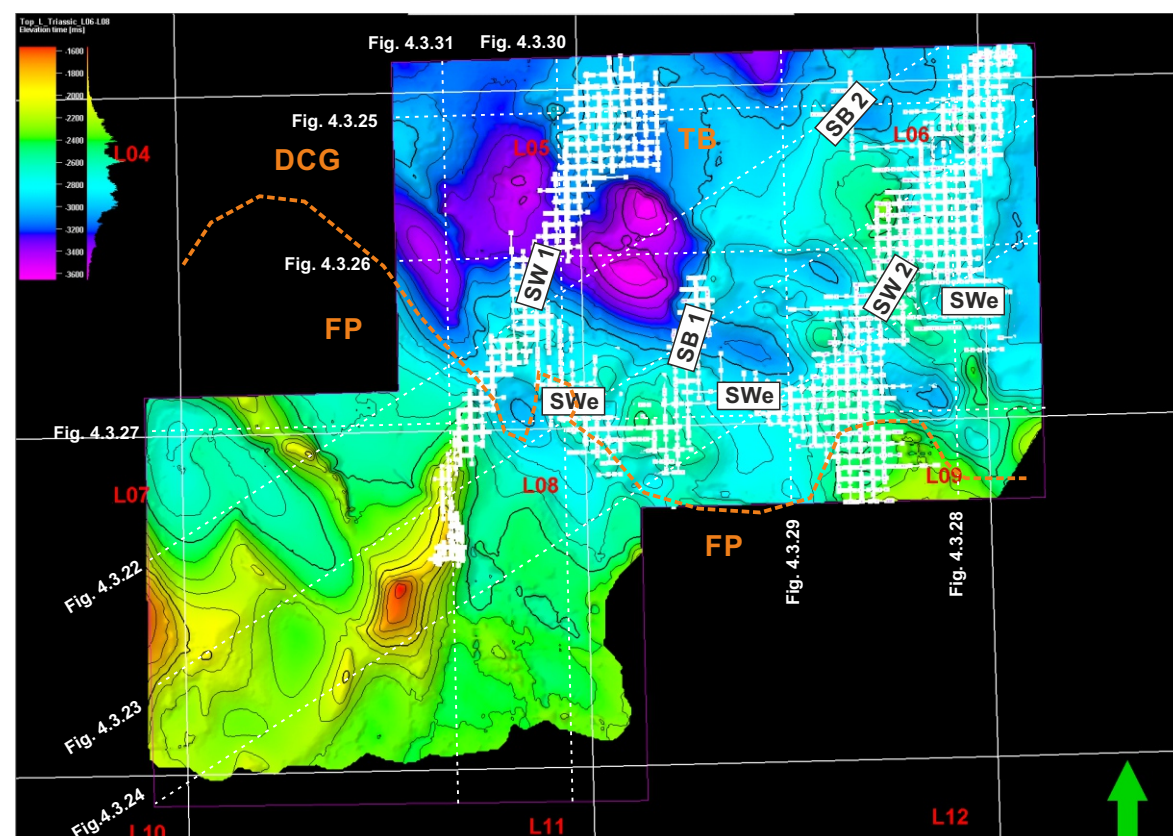 Top_L_Triassic_L06-L08
Elevation time [ms]
-1600
-1800
-2000
-2200
-2400
-2600
-2800
-3000
-3200
-3400
-3600
Fig. 4.3.31
Fig. 4.3.30
Fig. 4.3.25
L04
DCG
L05
TB
SB 2
L06
Fig. 4.3.26
SW 1
SW 2
SWe
FP
SB 1
SWe
SWe
Fig. 4.3.27
L07
L08
L09
FP
Fig. 4.3.29
Fig. 4.3.28
Fig. 4.3.22
Fig. 4.3.23
Fig.4.3.24
L10
L11
L12